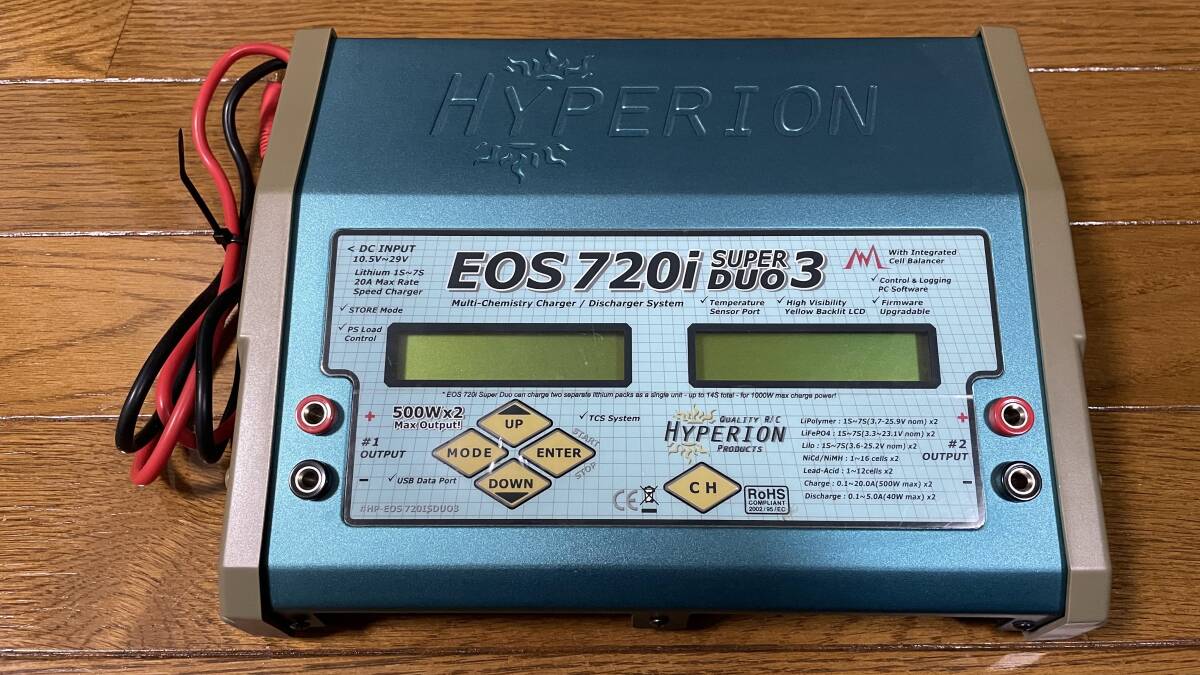 HYPERION
< DC INPUT
10.5V~29V
Lithium 1S~7S
20A Max Rate
Speed Charger
✓ STORE Mode
✓ PS Load
Control
EOS 720i SUPER DUO 3
Multi-Chemistry Charger / Discharger System
With Integrated
Cell Balancer
✓ Control & Logging
PC Software
✓ Temperature
Sensor Port
✓ High Visibility
Yellow Backlit LCD
✓ Firmware
Upgradable
* EOS 720i Super Duo can charge two separate lithium packs as a single unit - up to 14S total - for 1000W max charge power!
+
500W x2
Max Output!
#1
OUTPUT
-
✓ USB Data Port
#HP-EOS720ISDUO3
UP
MODE
ENTER
DOWN
START
STOP
✓ TCS System
QUALITY R/C
HYPERION
PRODUCTS
CH
CE
RoHS
COMPLIANT
2002/95/EC
LiPolymer : 1S~7S(3.7-25.9V nom) x2
LiFePO4 : 1S~7S(3.3~23.1V nom) x2
LiIo : 1S~7S(3.6-25.2V nom) x2
NiCd/NiMH : 1~16 cells x2
Lead-Acid : 1~12cells x2
Charge : 0.1~20.0A(500W max) x2
Discharge : 0.1~5.0A(40W max) x2
+
#2
OUTPUT
-